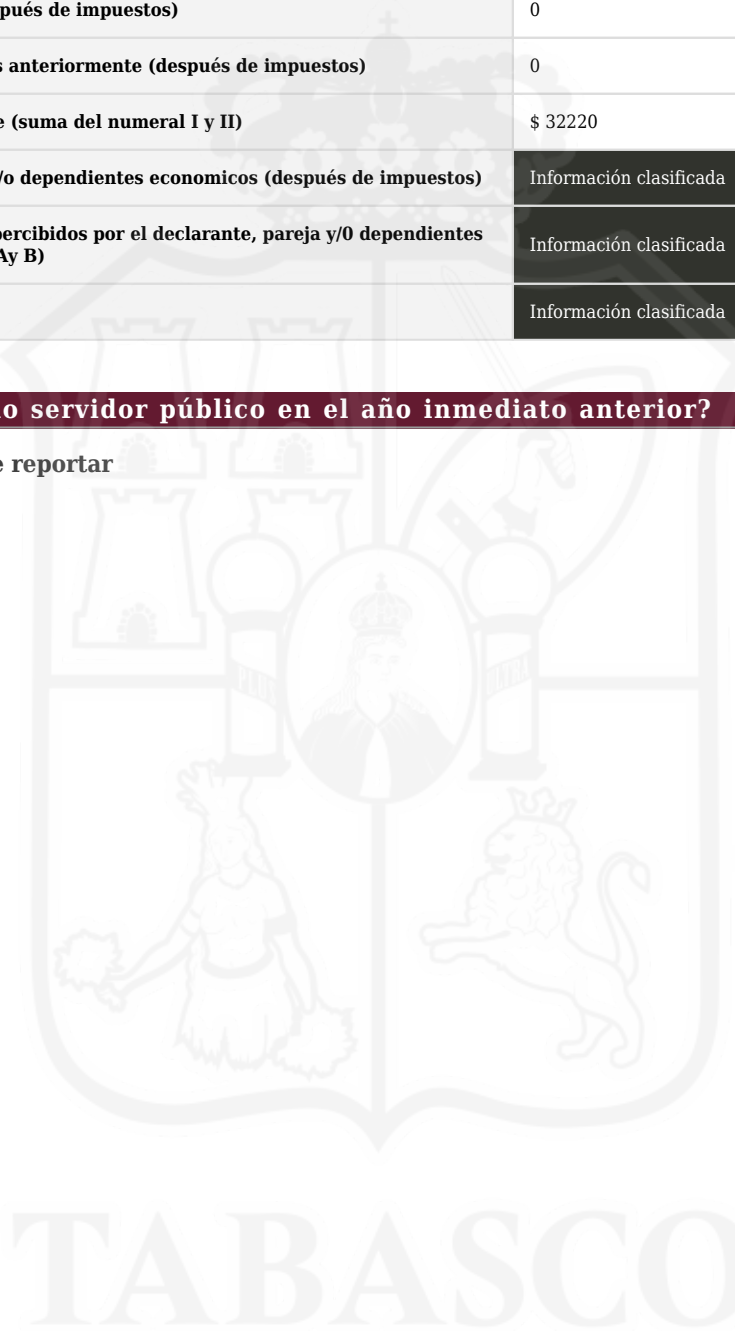 pués de impuestos) 0
s anteriormente (después de impuestos) 0
e (suma del numeral I y II) $ 32220
/o dependientes economicos (después de impuestos) Información clasificada
percibidos por el declarante, pareja y/0 dependientes
Ay B) Información clasificada
Información clasificada
o servidor público en el año inmediato anterior?
e reportar
PLUS ULTRA
TABASCO